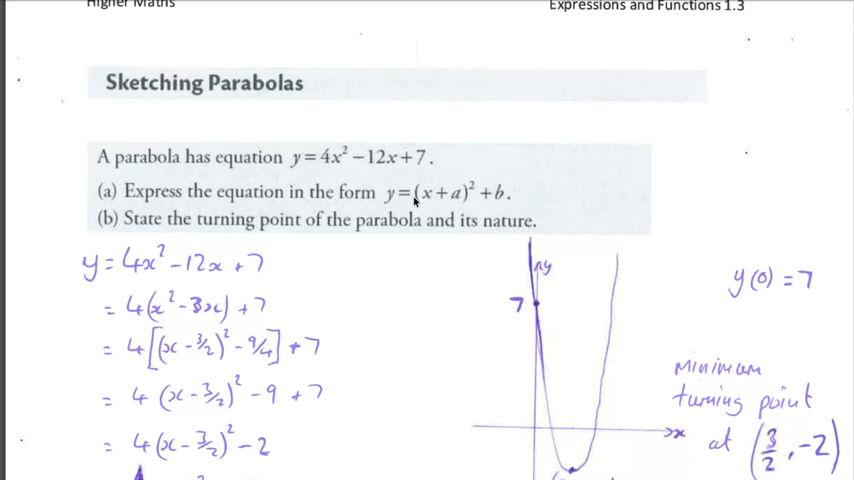 Higher Maths
Expressions and Functions 1.3
Sketching Parabolas
A parabola has equation y = 4x² − 12x + 7.
(a) Express the equation in the form y = (x + a)² + b.
(b) State the turning point of the parabola and its nature.
y = 4x² - 12x + 7
= 4(x² - 3x) + 7
= 4[(x - 3/2)² - 9/4] + 7
= 4 (x - 3/2)² - 9 + 7
= 4(x - 3/2)² - 2
y
7
x
y(0) = 7
Minimum
turning point
at (3/2, -2)